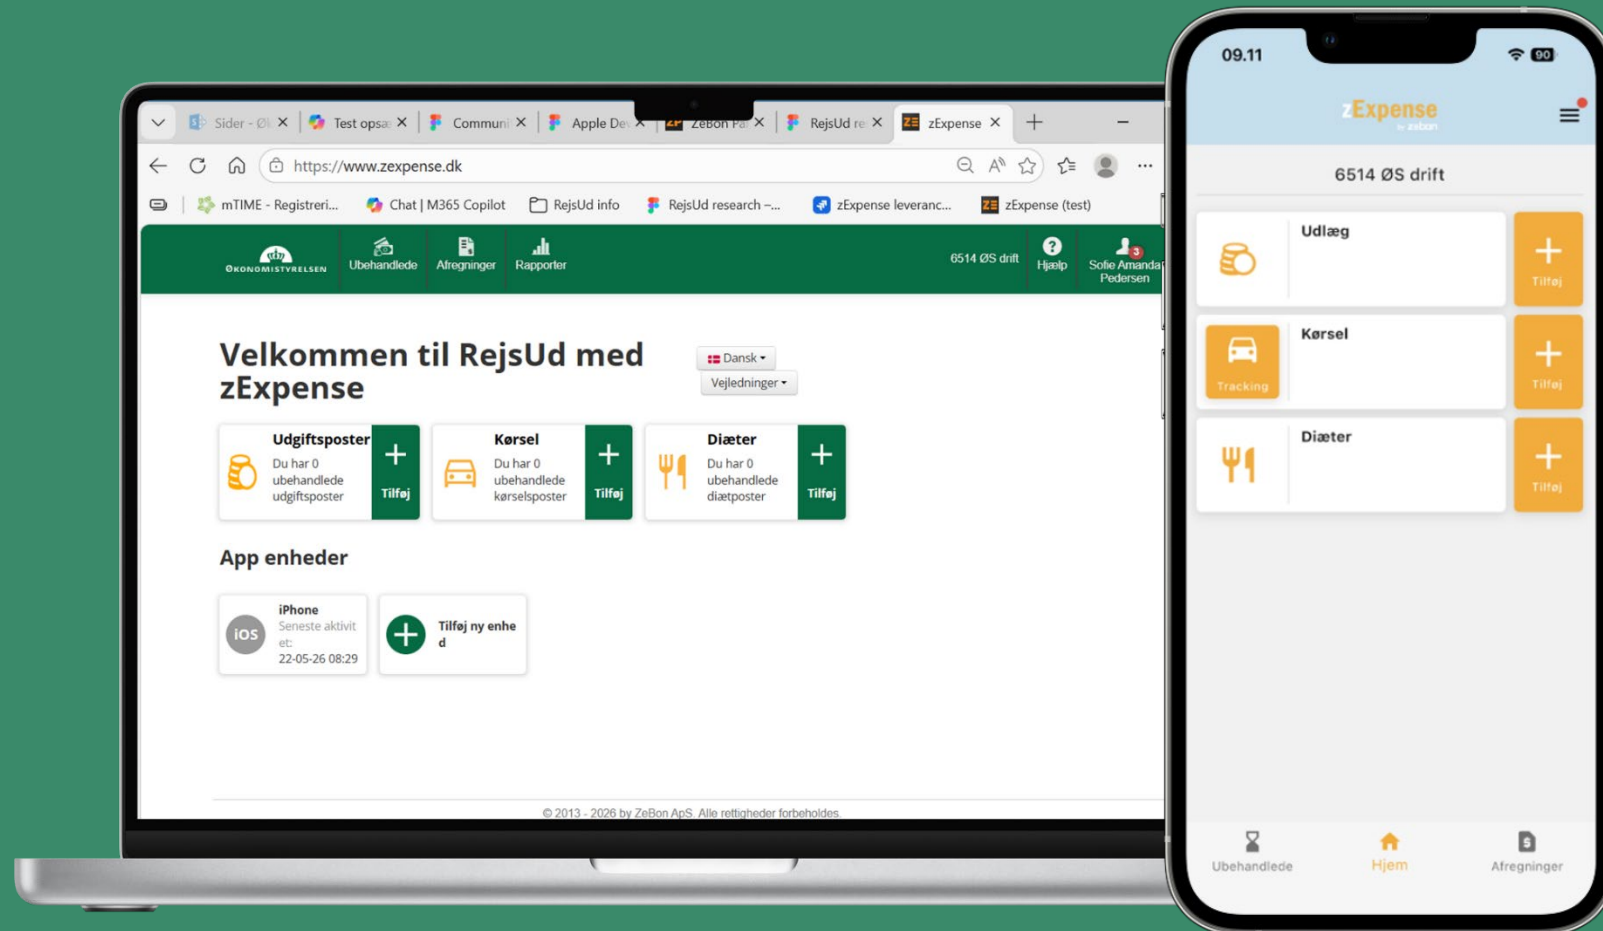 Sider - Øk
Test opsæ
Communi
Apple Dev
ZeBon Pa
RejsUd re
zExpense
https://www.zexpense.dk
mTIME - Registreri...
Chat | M365 Copilot
RejsUd info
RejsUd research –...
zExpense leveranc...
zExpense (test)
ØKONOMISTYRELSEN
Ubehandlede
Afregninger
Rapporter
6514 ØS drift
Hjælp
3
Sofie Amanda
Pedersen
Velkommen til RejsUd med
zExpense
Dansk
Vejledninger
Udgiftsposter
Du har 0
ubehandlede
udgiftsposter
Tilføj
Kørsel
Du har 0
ubehandlede
kørselsposter
Tilføj
Diæter
Du har 0
ubehandlede
diætposter
Tilføj
App enheder
iOS
iPhone
Seneste aktivit
et:
22-05-26 08:29
Tilføj ny enhe
d
© 2013 - 2026 by ZeBon ApS. Alle rettigheder forbeholdes.
09.11
90
zExpense
by zebon
6514 ØS drift
Udlæg
Tilføj
Kørsel
Tracking
Tilføj
Diæter
Tilføj
Ubehandlede
Hjem
Afregninger